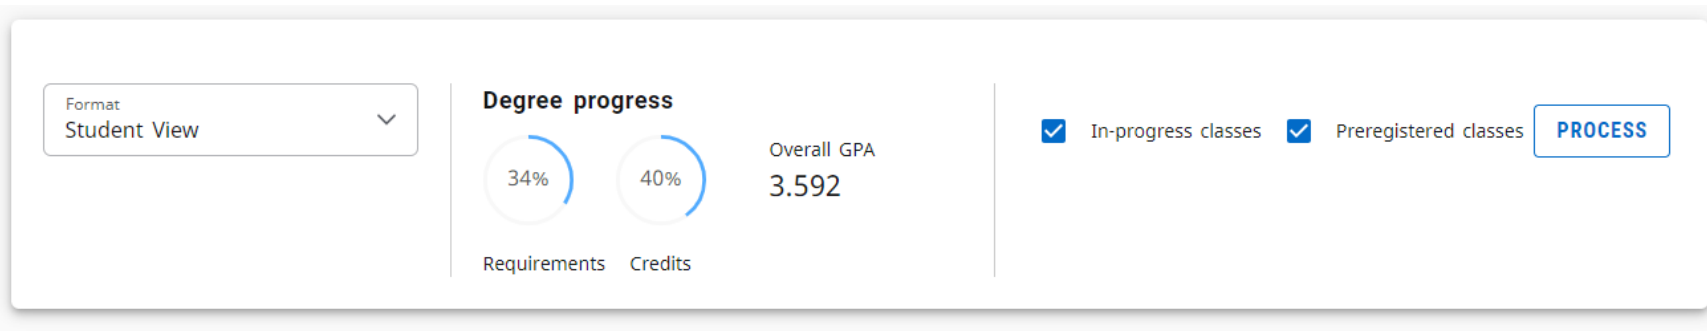 Format
Student View
Degree progress
34%
40%
Requirements
Credits
Overall GPA
3.592
In-progress classes
Preregistered classes
PROCESS